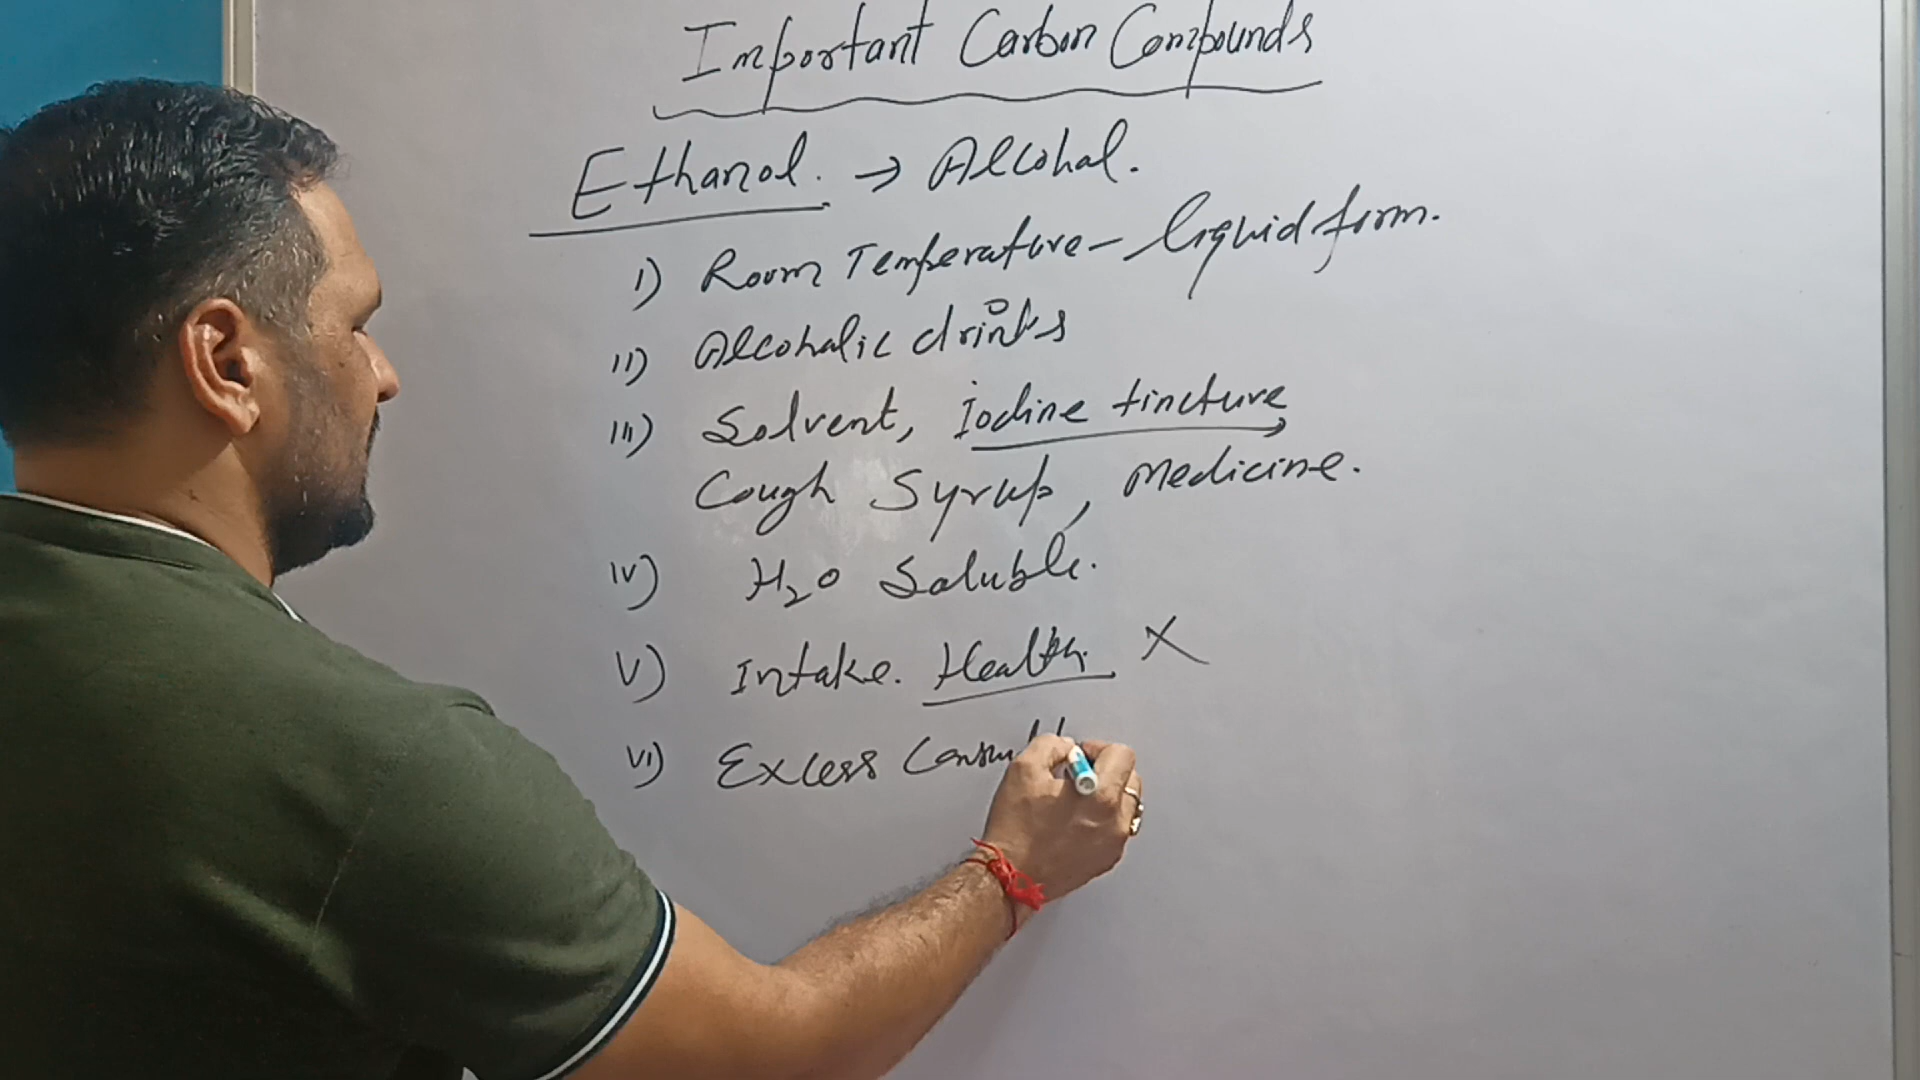 Important Carbon Compounds
Ethanol. → Alcohal.
I) Room Temperature - liquid form.
II) Alcohalic drinks
III) Solvent, Iodine tincture
Cough Syrup, Medicine.
IV) H₂O Soluble.
V) Intake. Health X
VI) Excess